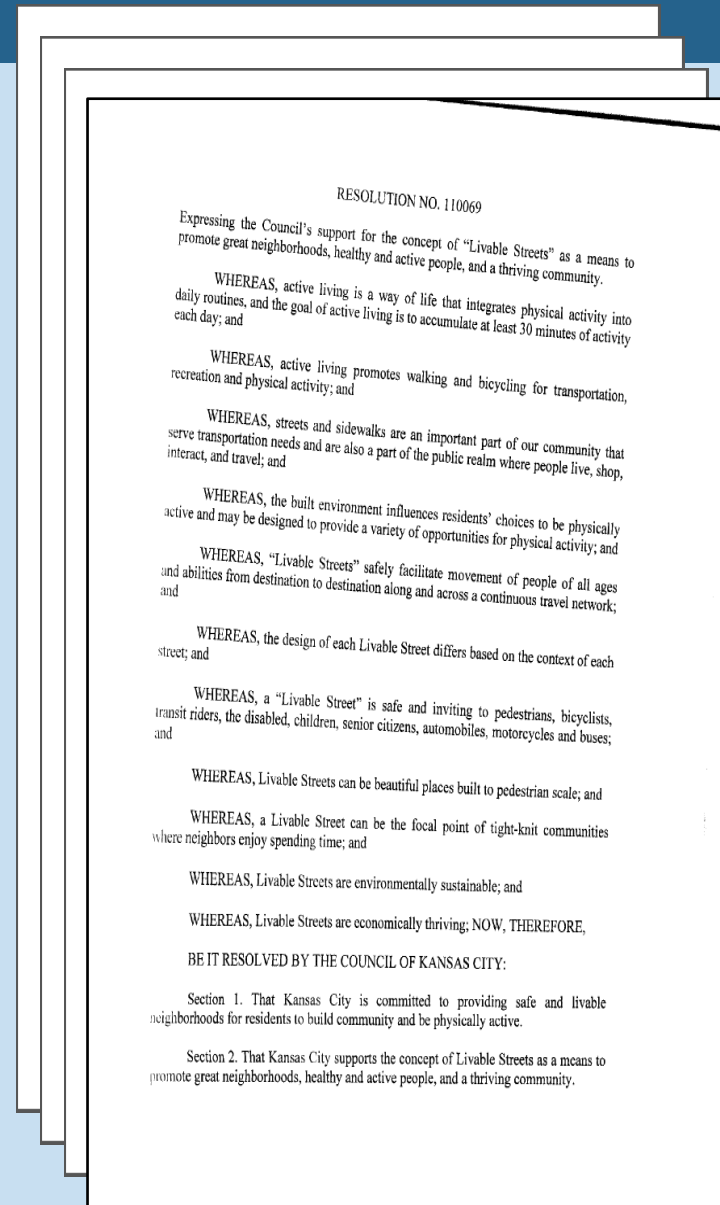 RESOLUTION NO. 110069
Expressing the Council's support for the concept of “Livable Streets” as a means to
promote great neighborhoods, healthy and active people, and a thriving community.
WHEREAS, active living is a way of life that integrates physical activity into
daily routines, and the goal of active living is to accumulate at least 30 minutes of activity
each day; and
WHEREAS, active living promotes walking and bicycling for transportation,
recreation and physical activity; and
WHEREAS, streets and sidewalks are an important part of our community that
serve transportation needs and are also a part of the public realm where people live, shop,
interact, and travel; and
WHEREAS, the built environment influences residents' choices to be physically
active and may be designed to provide a variety of opportunities for physical activity; and
WHEREAS, “Livable Streets” safely facilitate movement of people of all ages
and abilities from destination to destination along and across a continuous travel network;
and
WHEREAS, the design of each Livable Street differs based on the context of each
street; and
WHEREAS, a “Livable Street” is safe and inviting to pedestrians, bicyclists,
transit riders, the disabled, children, senior citizens, automobiles, motorcycles and buses;
and
WHEREAS, Livable Streets can be beautiful places built to pedestrian scale; and
WHEREAS, a Livable Street can be the focal point of tight-knit communities
where neighbors enjoy spending time; and
WHEREAS, Livable Streets are environmentally sustainable; and
WHEREAS, Livable Streets are economically thriving; NOW, THEREFORE,
BE IT RESOLVED BY THE COUNCIL OF KANSAS CITY:
Section 1. That Kansas City is committed to providing safe and livable
neighborhoods for residents to build community and be physically active.
Section 2. That Kansas City supports the concept of Livable Streets as a means to
promote great neighborhoods, healthy and active people, and a thriving community.